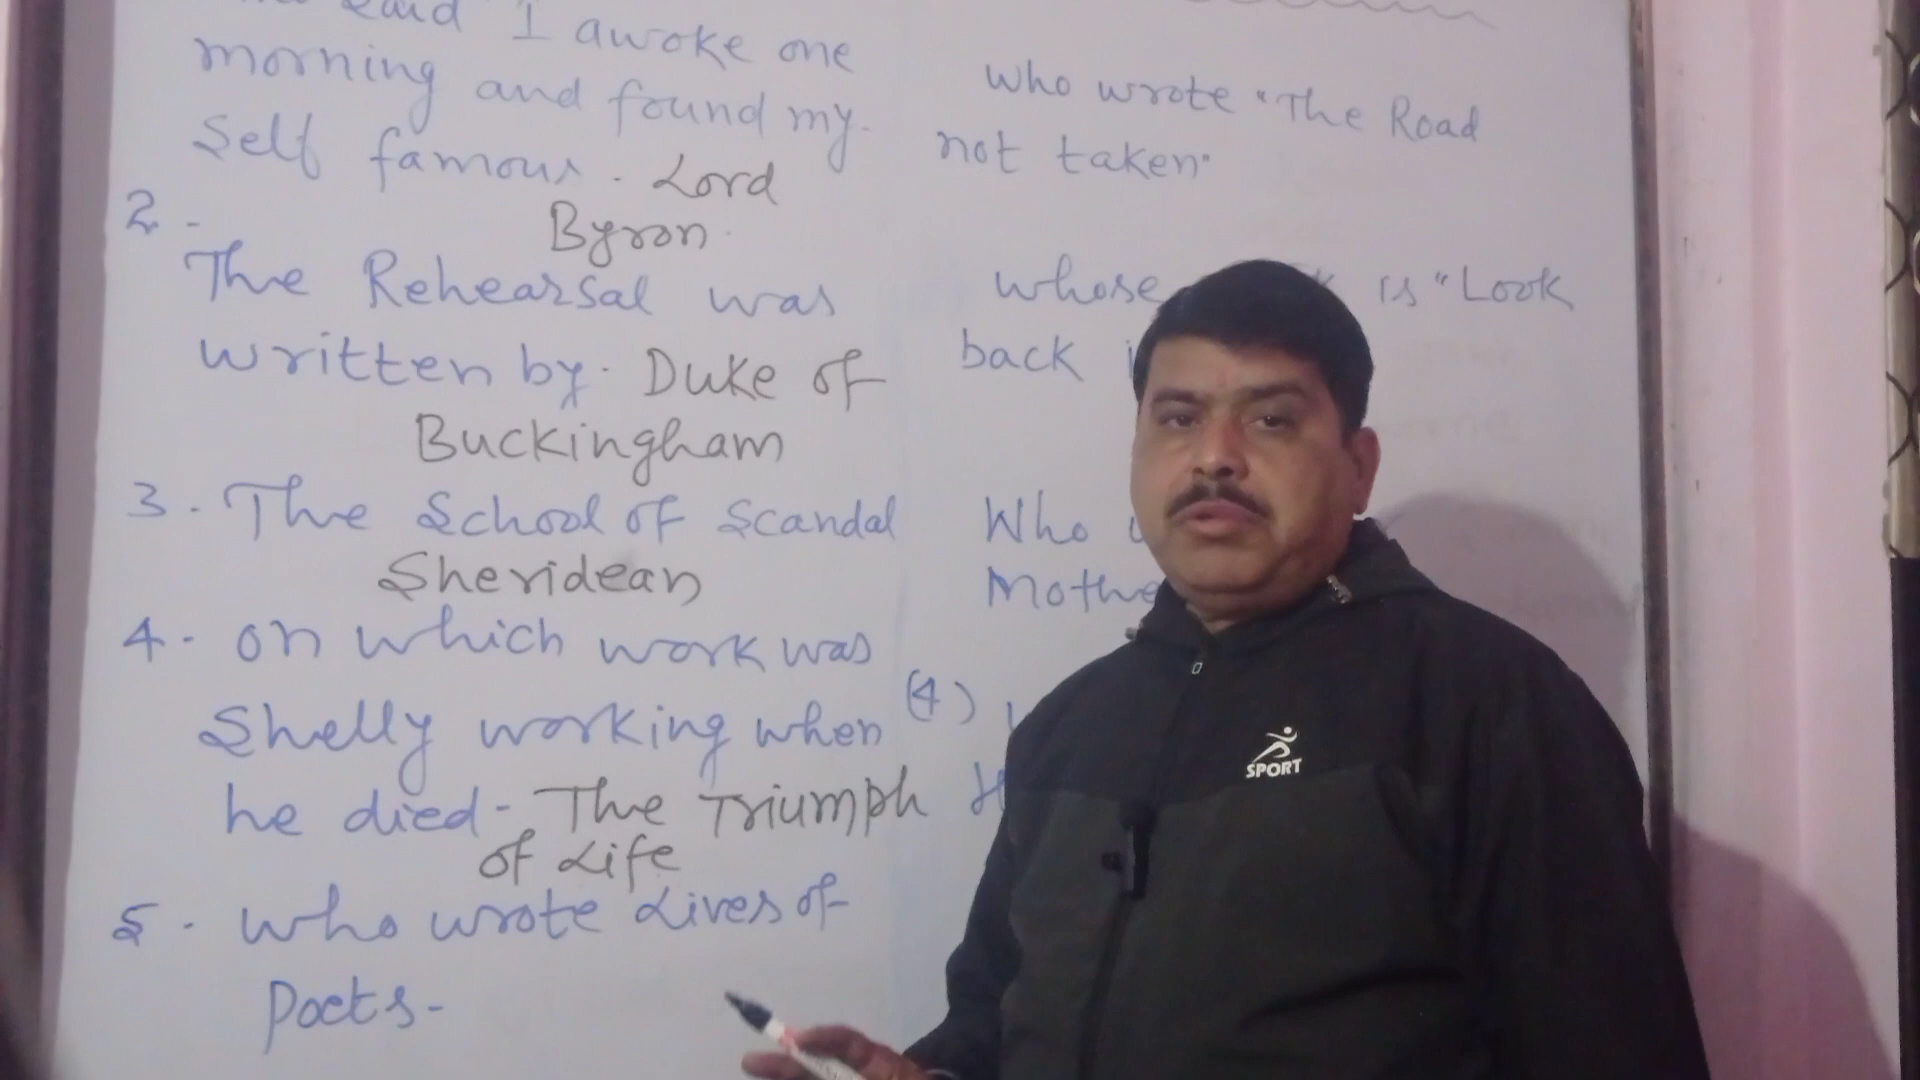 said I awoke one
morning and found my
Self famous. Lord
Byron.
2 -
The Rehearsal was
written by. Duke of
Buckingham
3. The School of Scandal
Sheridean
4. on which work was
Shelly working when
he died - The Triumph
of Life
5. who wrote Lives of
Poets -
who wrote "The Road
not taken"
whose is "Look
back
Who
Mothe
(4)
SPORT